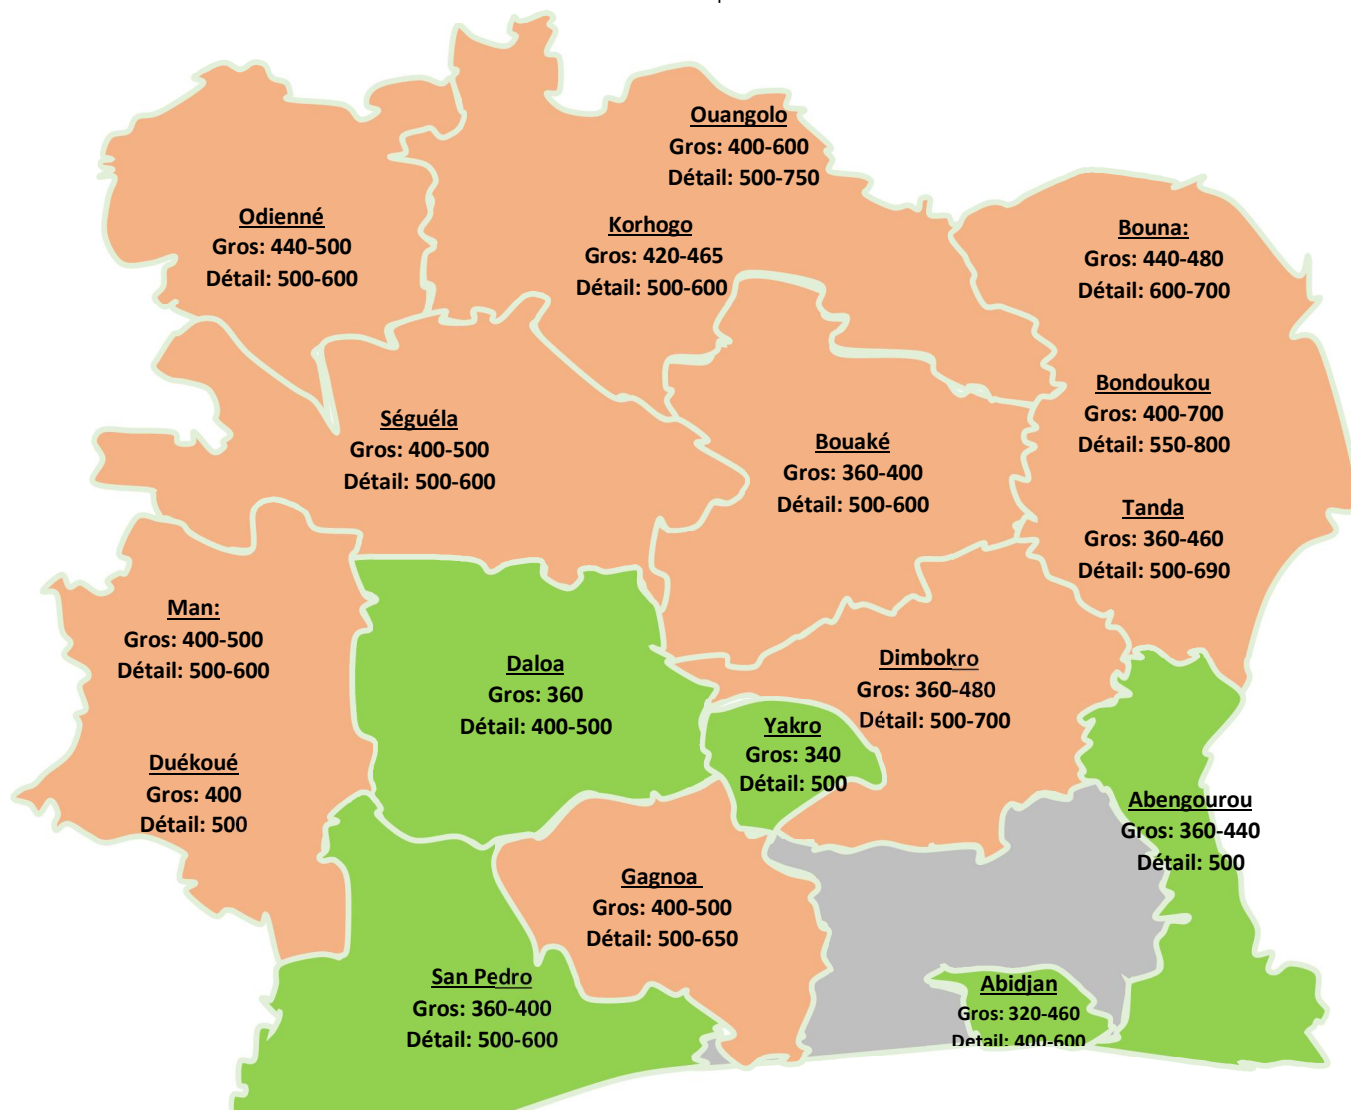 Ouangolo
Gros: 400-600
Détail: 500-750
Odienné
Gros: 440-500
Détail: 500-600
Korhogo
Gros: 420-465
Détail: 500-600
Bouna:
Gros: 440-480
Détail: 600-700
Bondoukou
Gros: 400-700
Détail: 550-800
Séguéla
Gros: 400-500
Détail: 500-600
Bouaké
Gros: 360-400
Détail: 500-600
Tanda
Gros: 360-460
Détail: 500-690
Man:
Gros: 400-500
Détail: 500-600
Daloa
Gros: 360
Détail: 400-500
Dimbokro
Gros: 360-480
Détail: 500-700
Yakro
Gros: 340
Détail: 500
Duékoué
Gros: 400
Détail: 500
Abengourou
Gros: 360-440
Détail: 500
Gagnoa
Gros: 400-500
Détail: 500-650
San Pedro
Gros: 360-400
Détail: 500-600
Abidjan
Gros: 320-460
Detail: 400-600